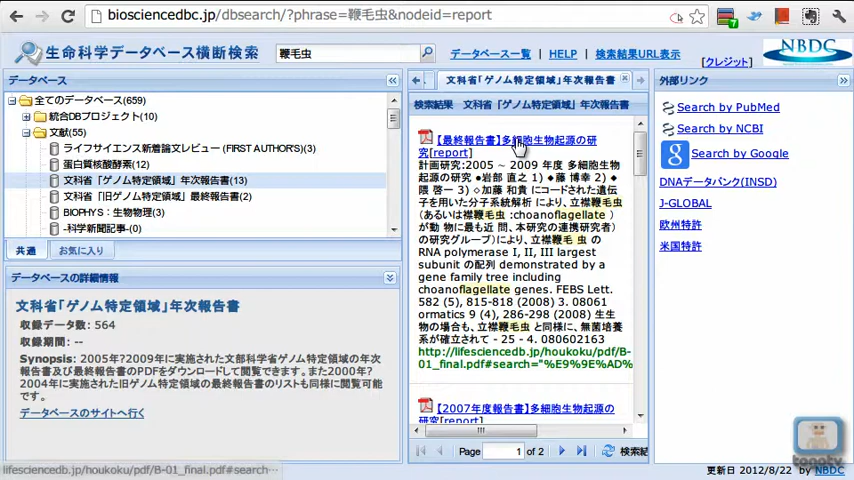 biosciencedbc.jp/dbsearch/?phrase=鞭毛虫&nodeid=report
生命科学データベース横断検索
鞭毛虫
データベース一覧
HELP
検索結果URL表示
[クレジット]
NBDC
データベース
全てのデータベース(659)
統合DBプロジェクト(10)
文献(55)
ライフサイエンス新着論文レビュー (FIRST AUTHOR'S)(3)
蛋白質核酸酵素(12)
文科省「ゲノム特定領域」年次報告書(13)
文科省「旧ゲノム特定領域」最終報告書(2)
BIOPHYS：生物物理(3)
-科学新聞記事-(0)
共通
お気に入り
データベースの詳細情報
文科省「ゲノム特定領域」年次報告書
収録データ数: 564
収録期間: --
Synopsis: 2005年?2009年に実施された文部科学省ゲノム特定領域の年次
報告書及び最終報告書のPDFをダウンロードして閲覧できます。また2000年?
2004年に実施された旧ゲノム特定領域の最終報告書のリストも同様に閲覧可能
です。
データベースのサイトへ行く
文科省「ゲノム特定領域」年次報告書
検索結果 文科省「ゲノム特定領域」年次報告書
【最終報告書】多細胞生物起源の研
究[report]
計画研究:2005 ～ 2009 年度 多細胞生物
起源の研究 ●岩部 直之 1) ◆藤 博幸 2) ◆
隈 啓一 3) ◇加藤 和貴 にコードされた遺伝
子を用いた分子系統解析 により、立襟鞭毛虫
(あるいは襟鞭毛虫 :choanoflagellate )
が動 物に最も近 問、本研究の連携研究者)
の研究グループ)により、立襟鞭毛 虫 の
RNA polymerase I, II, III largest
subunit の配列 demonstrated by a
gene family tree including
choanoflagellate genes. FEBS Lett.
582 (5), 815-818 (2008) 3. 08061
ormatics 9 (4), 286-298 (2008) 生生
物の場合も、立襟鞭毛虫 と同様に、無菌培養
系が確立されて - 25 - 4. 080602163
http://lifesciencedb.jp/houkoku/pdf/B-
01_final.pdf#search="%E9%9E%AD%
【2007年度報告書】多細胞生物起源の
研究[report]
Page 1 of 2
検索結
外部リンク
Search by PubMed
Search by NCBI
Search by Google
DNAデータバンク(INSD)
J-GLOBAL
欧州特許
米国特許
togotv
lifesciencedb.jp/houkoku/pdf/B-01_final.pdf#search…
更新日 2012/8/22 by NBDC